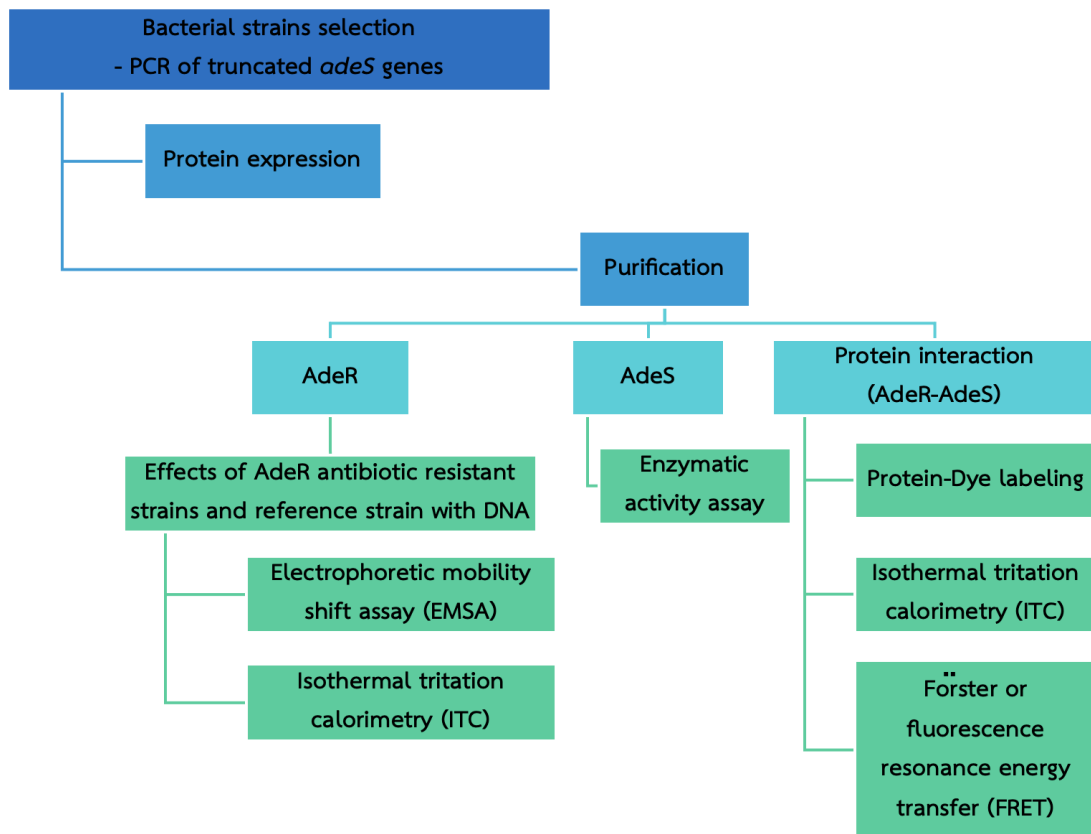 Bacterial strains selection
- PCR of truncated adeS genes
Protein expression
Purification
AdeR
AdeS
Protein interaction
(AdeR-AdeS)
Effects of AdeR antibiotic resistant
strains and reference strain with DNA
Electrophoretic mobility
shift assay (EMSA)
Isothermal tritation
calorimetry (ITC)
Enzymatic
activity assay
Protein-Dye labeling
Isothermal tritation
calorimetry (ITC)
Förster or
fluorescence
resonance energy
transfer (FRET)